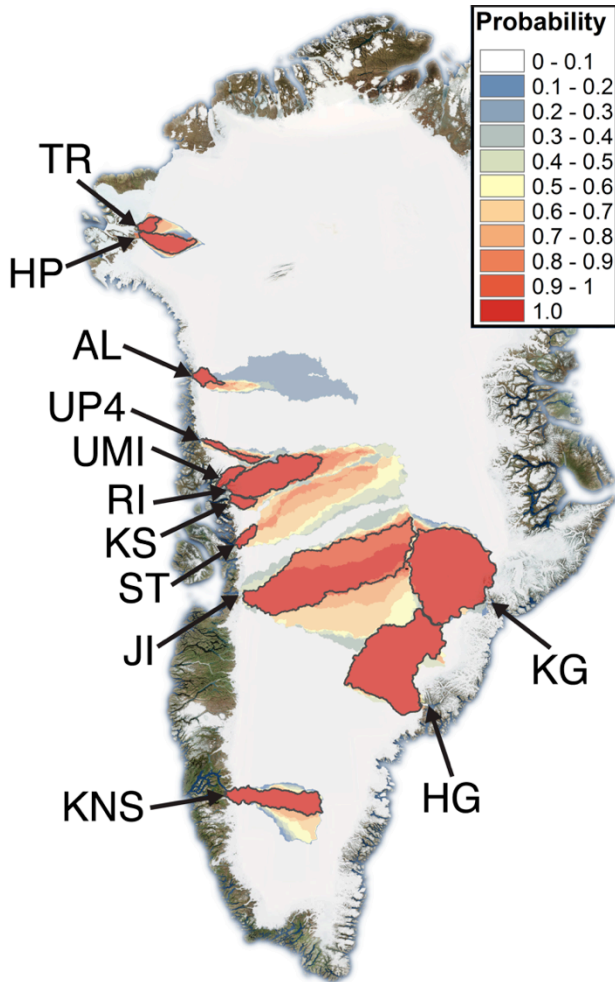 Probability
0 - 0.1
0.1 - 0.2
0.2 - 0.3
0.3 - 0.4
0.4 - 0.5
0.5 - 0.6
0.6 - 0.7
0.7 - 0.8
0.8 - 0.9
0.9 - 1
1.0
TR
HP
AL
UP4
UMI
RI
KS
ST
JI
KG
HG
KNS